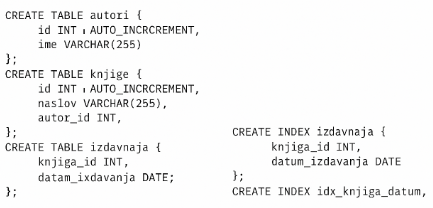 CREATE TABLE autori {
id INT ı AUTO_INCRCREMENT,
ime VARCHAR(255)
};
CREATE TABLE knjige {
id INT ı AUTO_INCRCREMENT,
naslov VARCHAR(255),
autor_id INT,
};
CREATE TABLE izdavnaja {
knjiga_id INT,
datam_ixdavanja DATE;
};
CREATE INDEX izdavnaja {
knjiga_id INT,
datum_izdavanja DATE
};
CREATE INDEX idx_knjiga_datum,